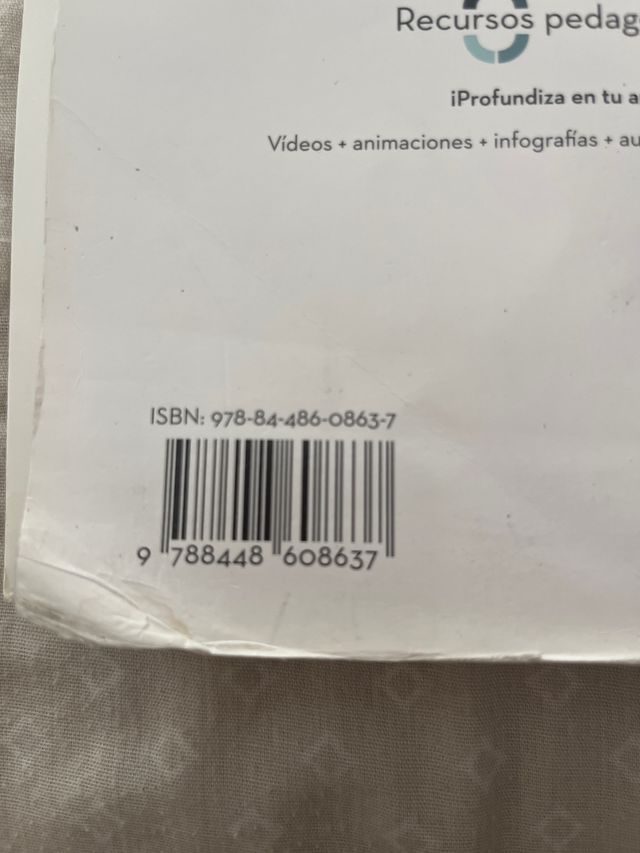 Recursos pedag
¡Profundiza en tu a
Vídeos + animaciones + infografías + au
ISBN: 978-84-486-0863-7
9 788448 608637